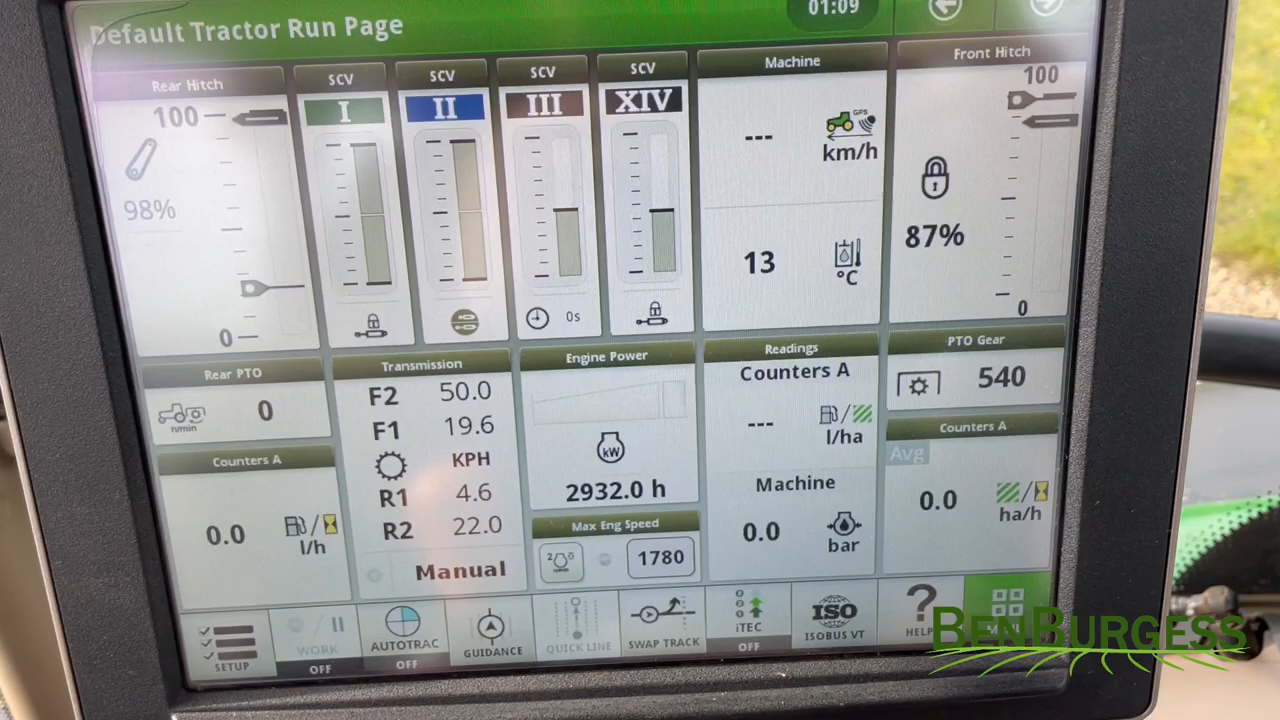 Default Tractor Run Page
01:09
Rear Hitch
100
98%
0
SCV
I
SCV
II
SCV
III
0s
SCV
XIV
Machine
---
GPS
km/h
13
°C
Front Hitch
100
87%
0
Rear PTO
n/min
0
Counters A
0.0
l/h
Transmission
F2 50.0
F1 19.6
KPH
R1 4.6
R2 22.0
Manual
Engine Power
kW
2932.0 h
Max Eng Speed
1780
Readings
Counters A
---
l/ha
Machine
0.0
bar
PTO Gear
540
Counters A
Avg
0.0
ha/h
SETUP
WORK
OFF
AUTOTRAC
OFF
GUIDANCE
QUICK LINE
SWAP TRACK
iTEC
OFF
ISO
ISOBUS VT
?
HELP
BENBURGESS